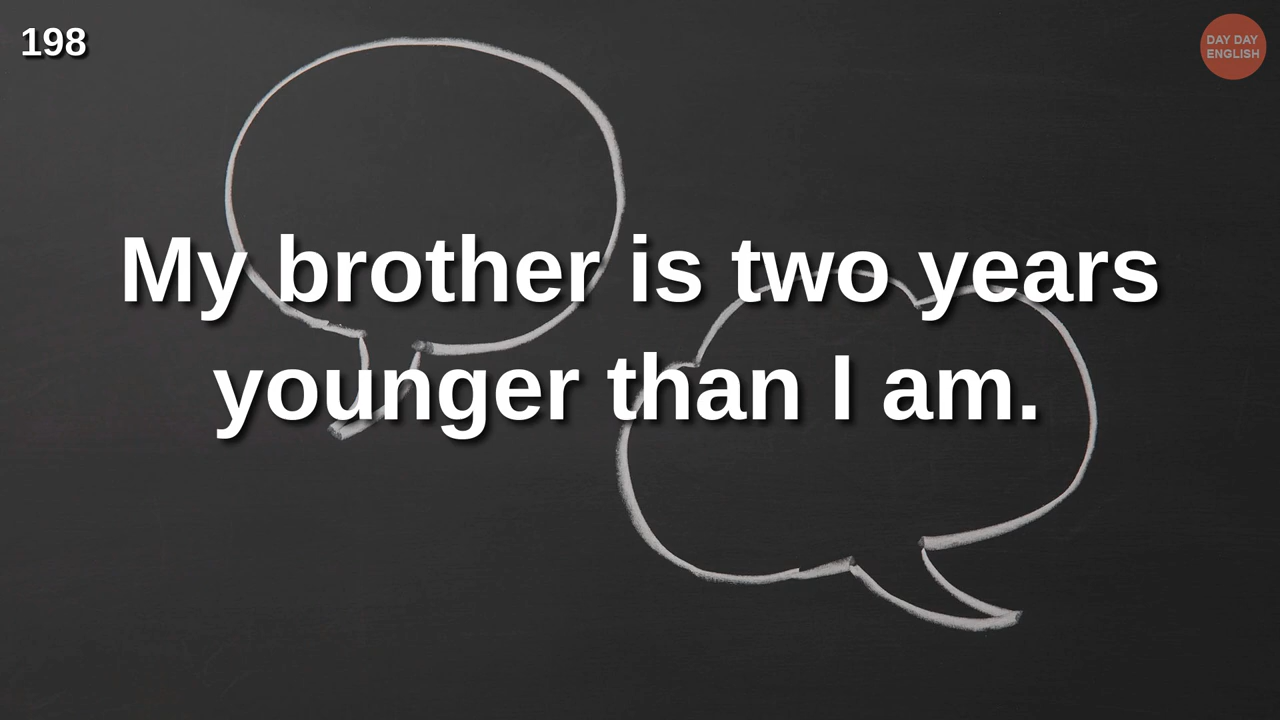 198
DAY DAY
ENGLISH
My brother is two years
younger than I am.